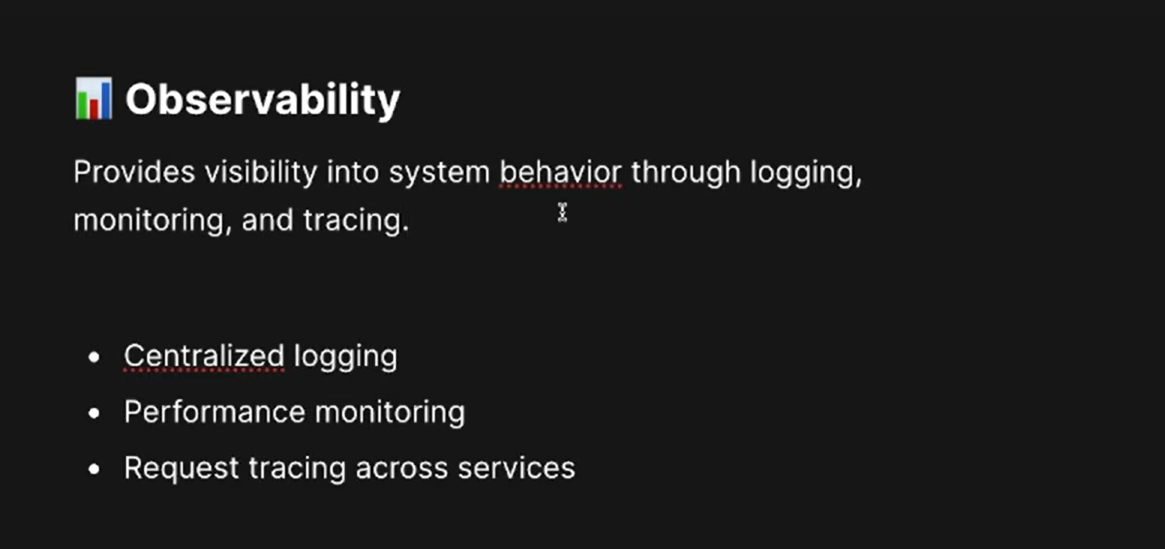 📊 Observability
Provides visibility into system behavior through logging,
monitoring, and tracing.
• Centralized logging
• Performance monitoring
• Request tracing across services